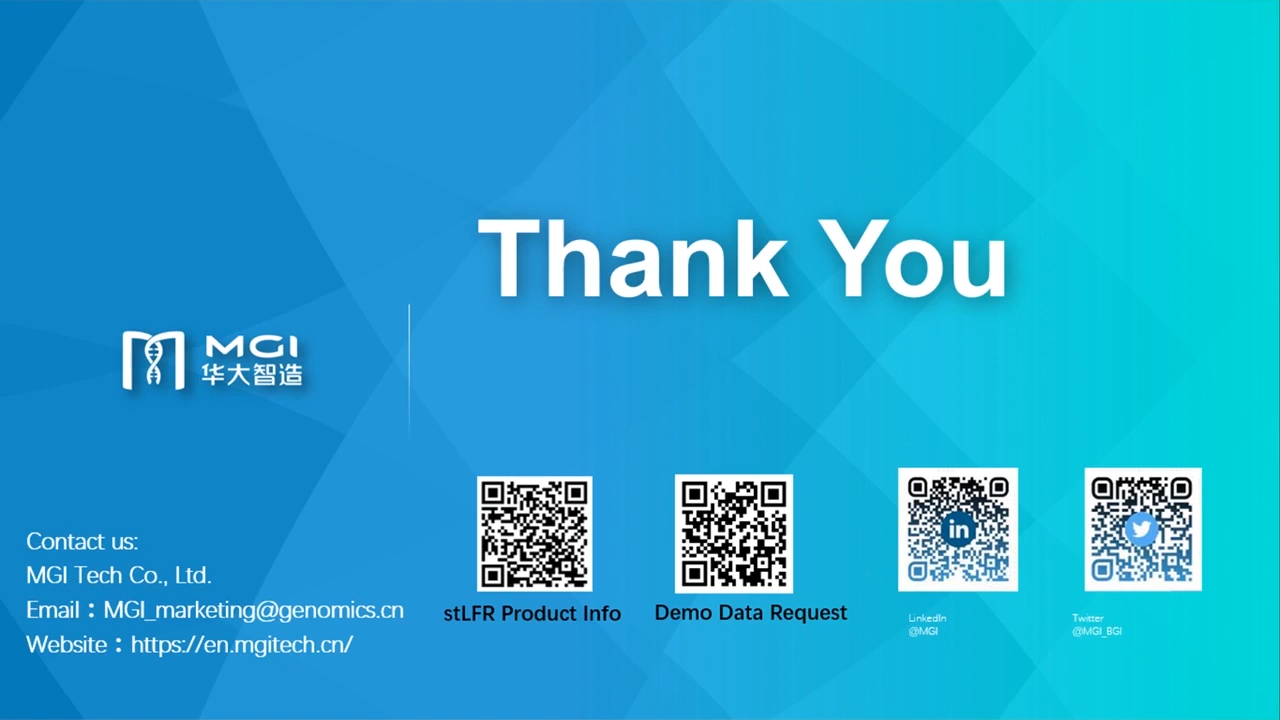 Thank You
MGI
华大智造
Contact us:
MGI Tech Co., Ltd.
Email：MGI_marketing@genomics.cn
Website：https://en.mgitech.cn/
stLFR Product Info
Demo Data Request
in
LinkedIn
@MGI
Twitter
@MGI_BGI